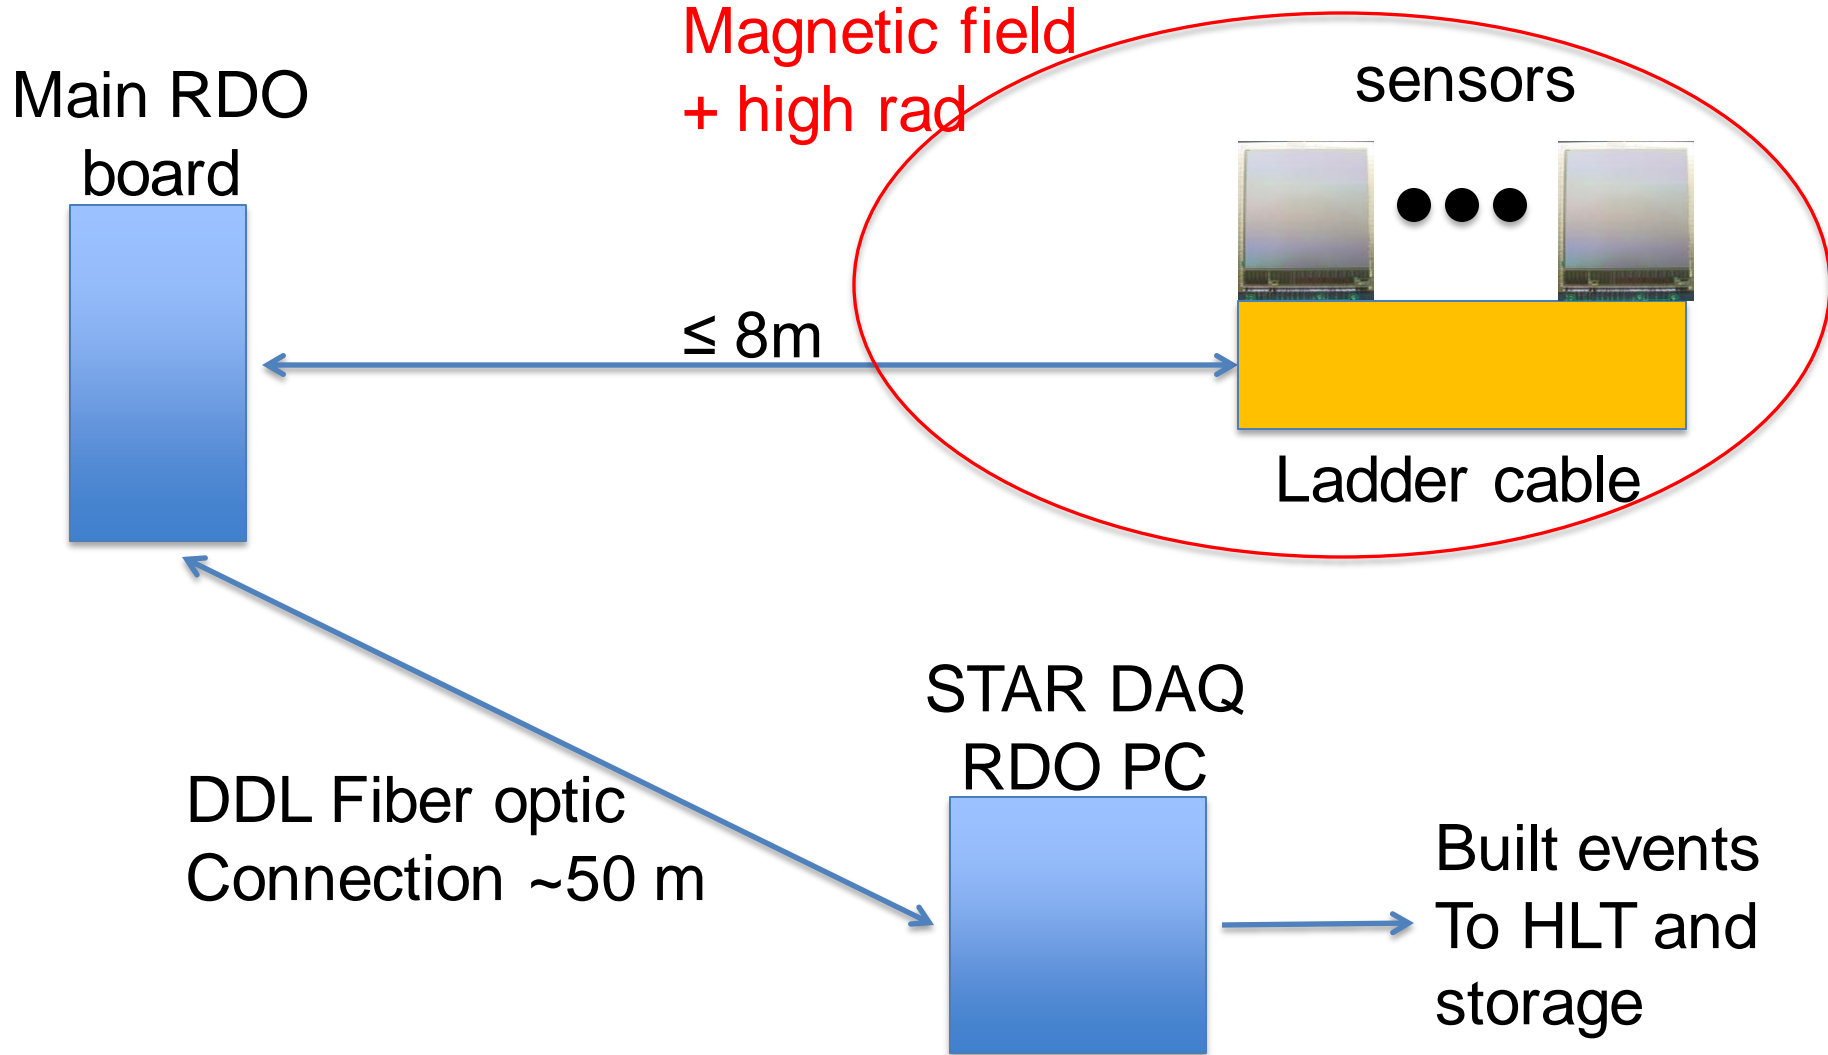 Magnetic field
+ high rad
Main RDO
board
sensors
≤ 8m
Ladder cable
STAR DAQ
RDO PC
DDL Fiber optic
Connection ~50 m
Built events
To HLT and
storage